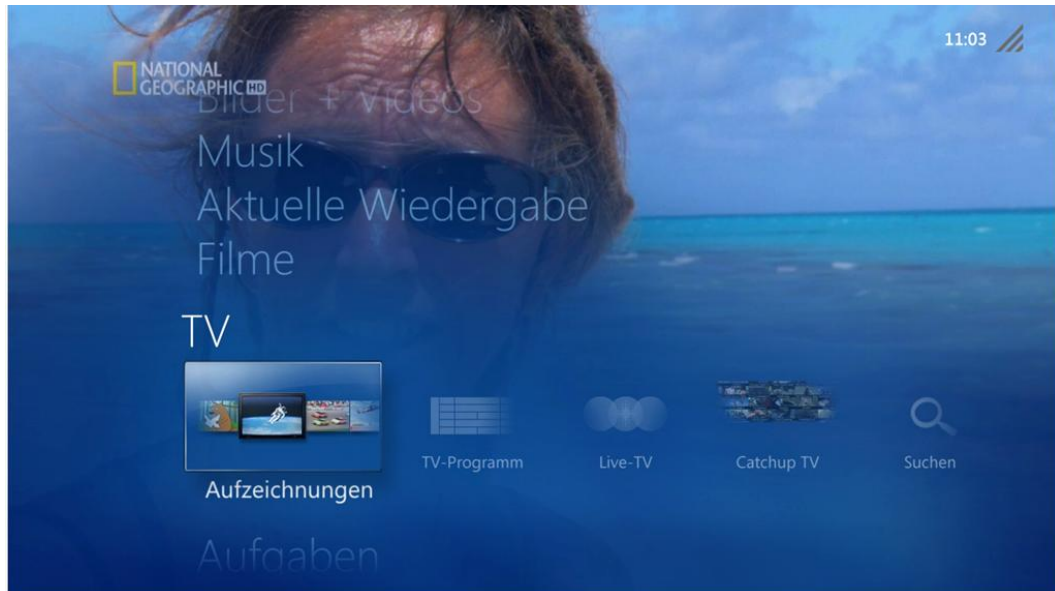 11:03
NATIONAL
GEOGRAPHIC HD
Bilder + Videos
Musik
Aktuelle Wiedergabe
Filme
TV
TV-Programm
Live-TV
Catchup TV
Suchen
Aufzeichnungen
Aufgaben